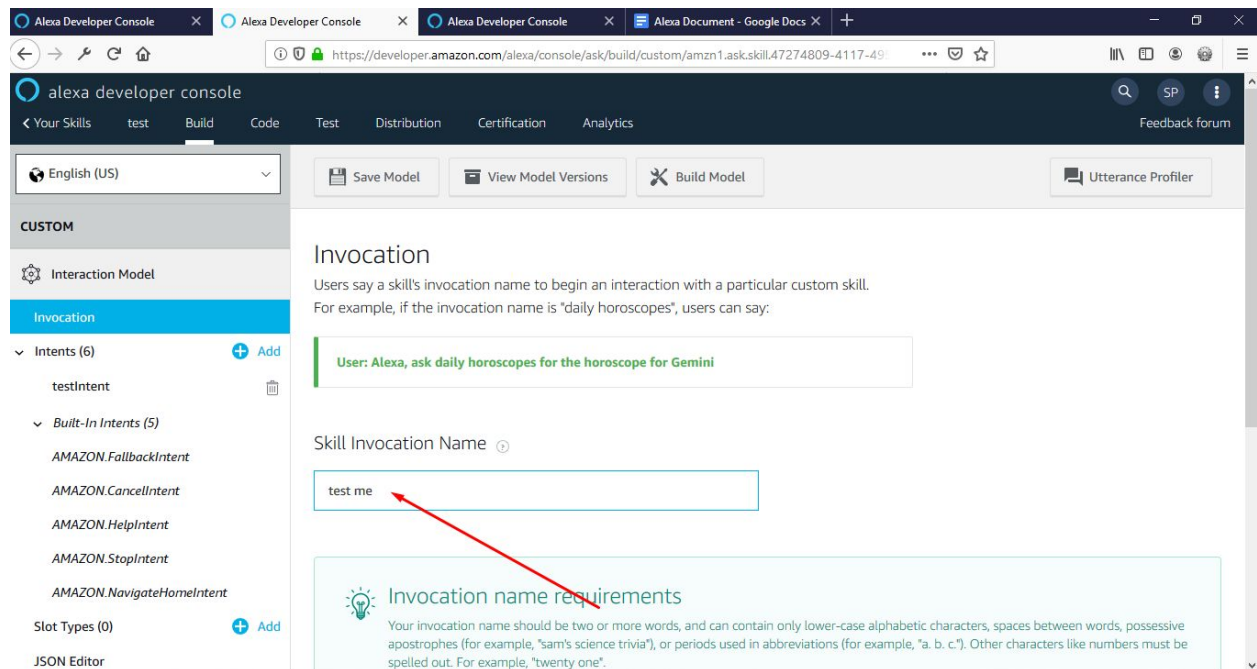 Alexa Developer Console
Alexa Developer Console
Alexa Developer Console
Alexa Document - Google Docs
https://developer.amazon.com/alexa/console/ask/build/custom/amzn1.ask.skill.47274809-4117-49
alexa developer console
SP
Your Skills test Build Code Test Distribution Certification Analytics Feedback forum
English (US)
Save Model View Model Versions Build Model Utterance Profiler
CUSTOM
Interaction Model
Invocation
Intents (6) Add
testIntent
Built-In Intents (5)
AMAZON.FallbackIntent
AMAZON.CancelIntent
AMAZON.HelpIntent
AMAZON.StopIntent
AMAZON.NavigateHomeIntent
Slot Types (0) Add
JSON Editor
Invocation
Users say a skill's invocation name to begin an interaction with a particular custom skill.
For example, if the invocation name is "daily horoscopes", users can say:
User: Alexa, ask daily horoscopes for the horoscope for Gemini
Skill Invocation Name
test me
Invocation name requirements
Your invocation name should be two or more words, and can contain only lower-case alphabetic characters, spaces between words, possessive
apostrophes (for example, "sam's science trivia"), or periods used in abbreviations (for example, "a. b. c."). Other characters like numbers must be
spelled out. For example, "twenty one".